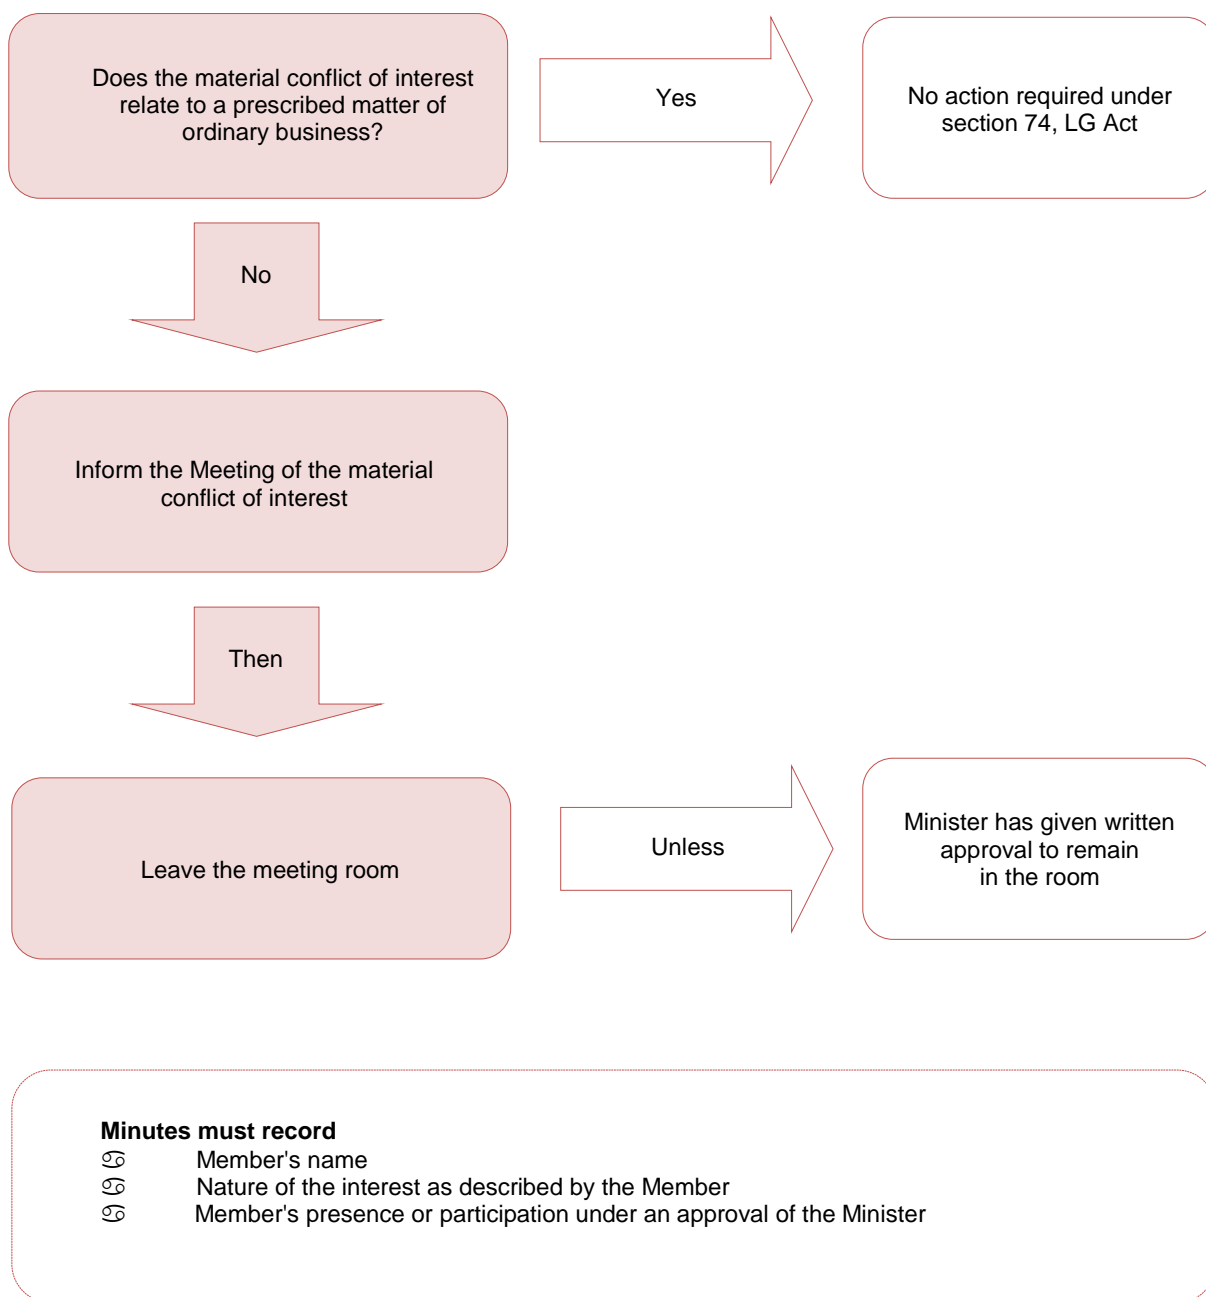 Does the material conflict of interest
relate to a prescribed matter of
ordinary business?
Yes
No action required under
section 74, LG Act
No
Inform the Meeting of the material
conflict of interest
Then
Leave the meeting room
Unless
Minister has given written
approval to remain
in the room
Minutes must record
♋ Member's name
♋ Nature of the interest as described by the Member
♋ Member's presence or participation under an approval of the Minister